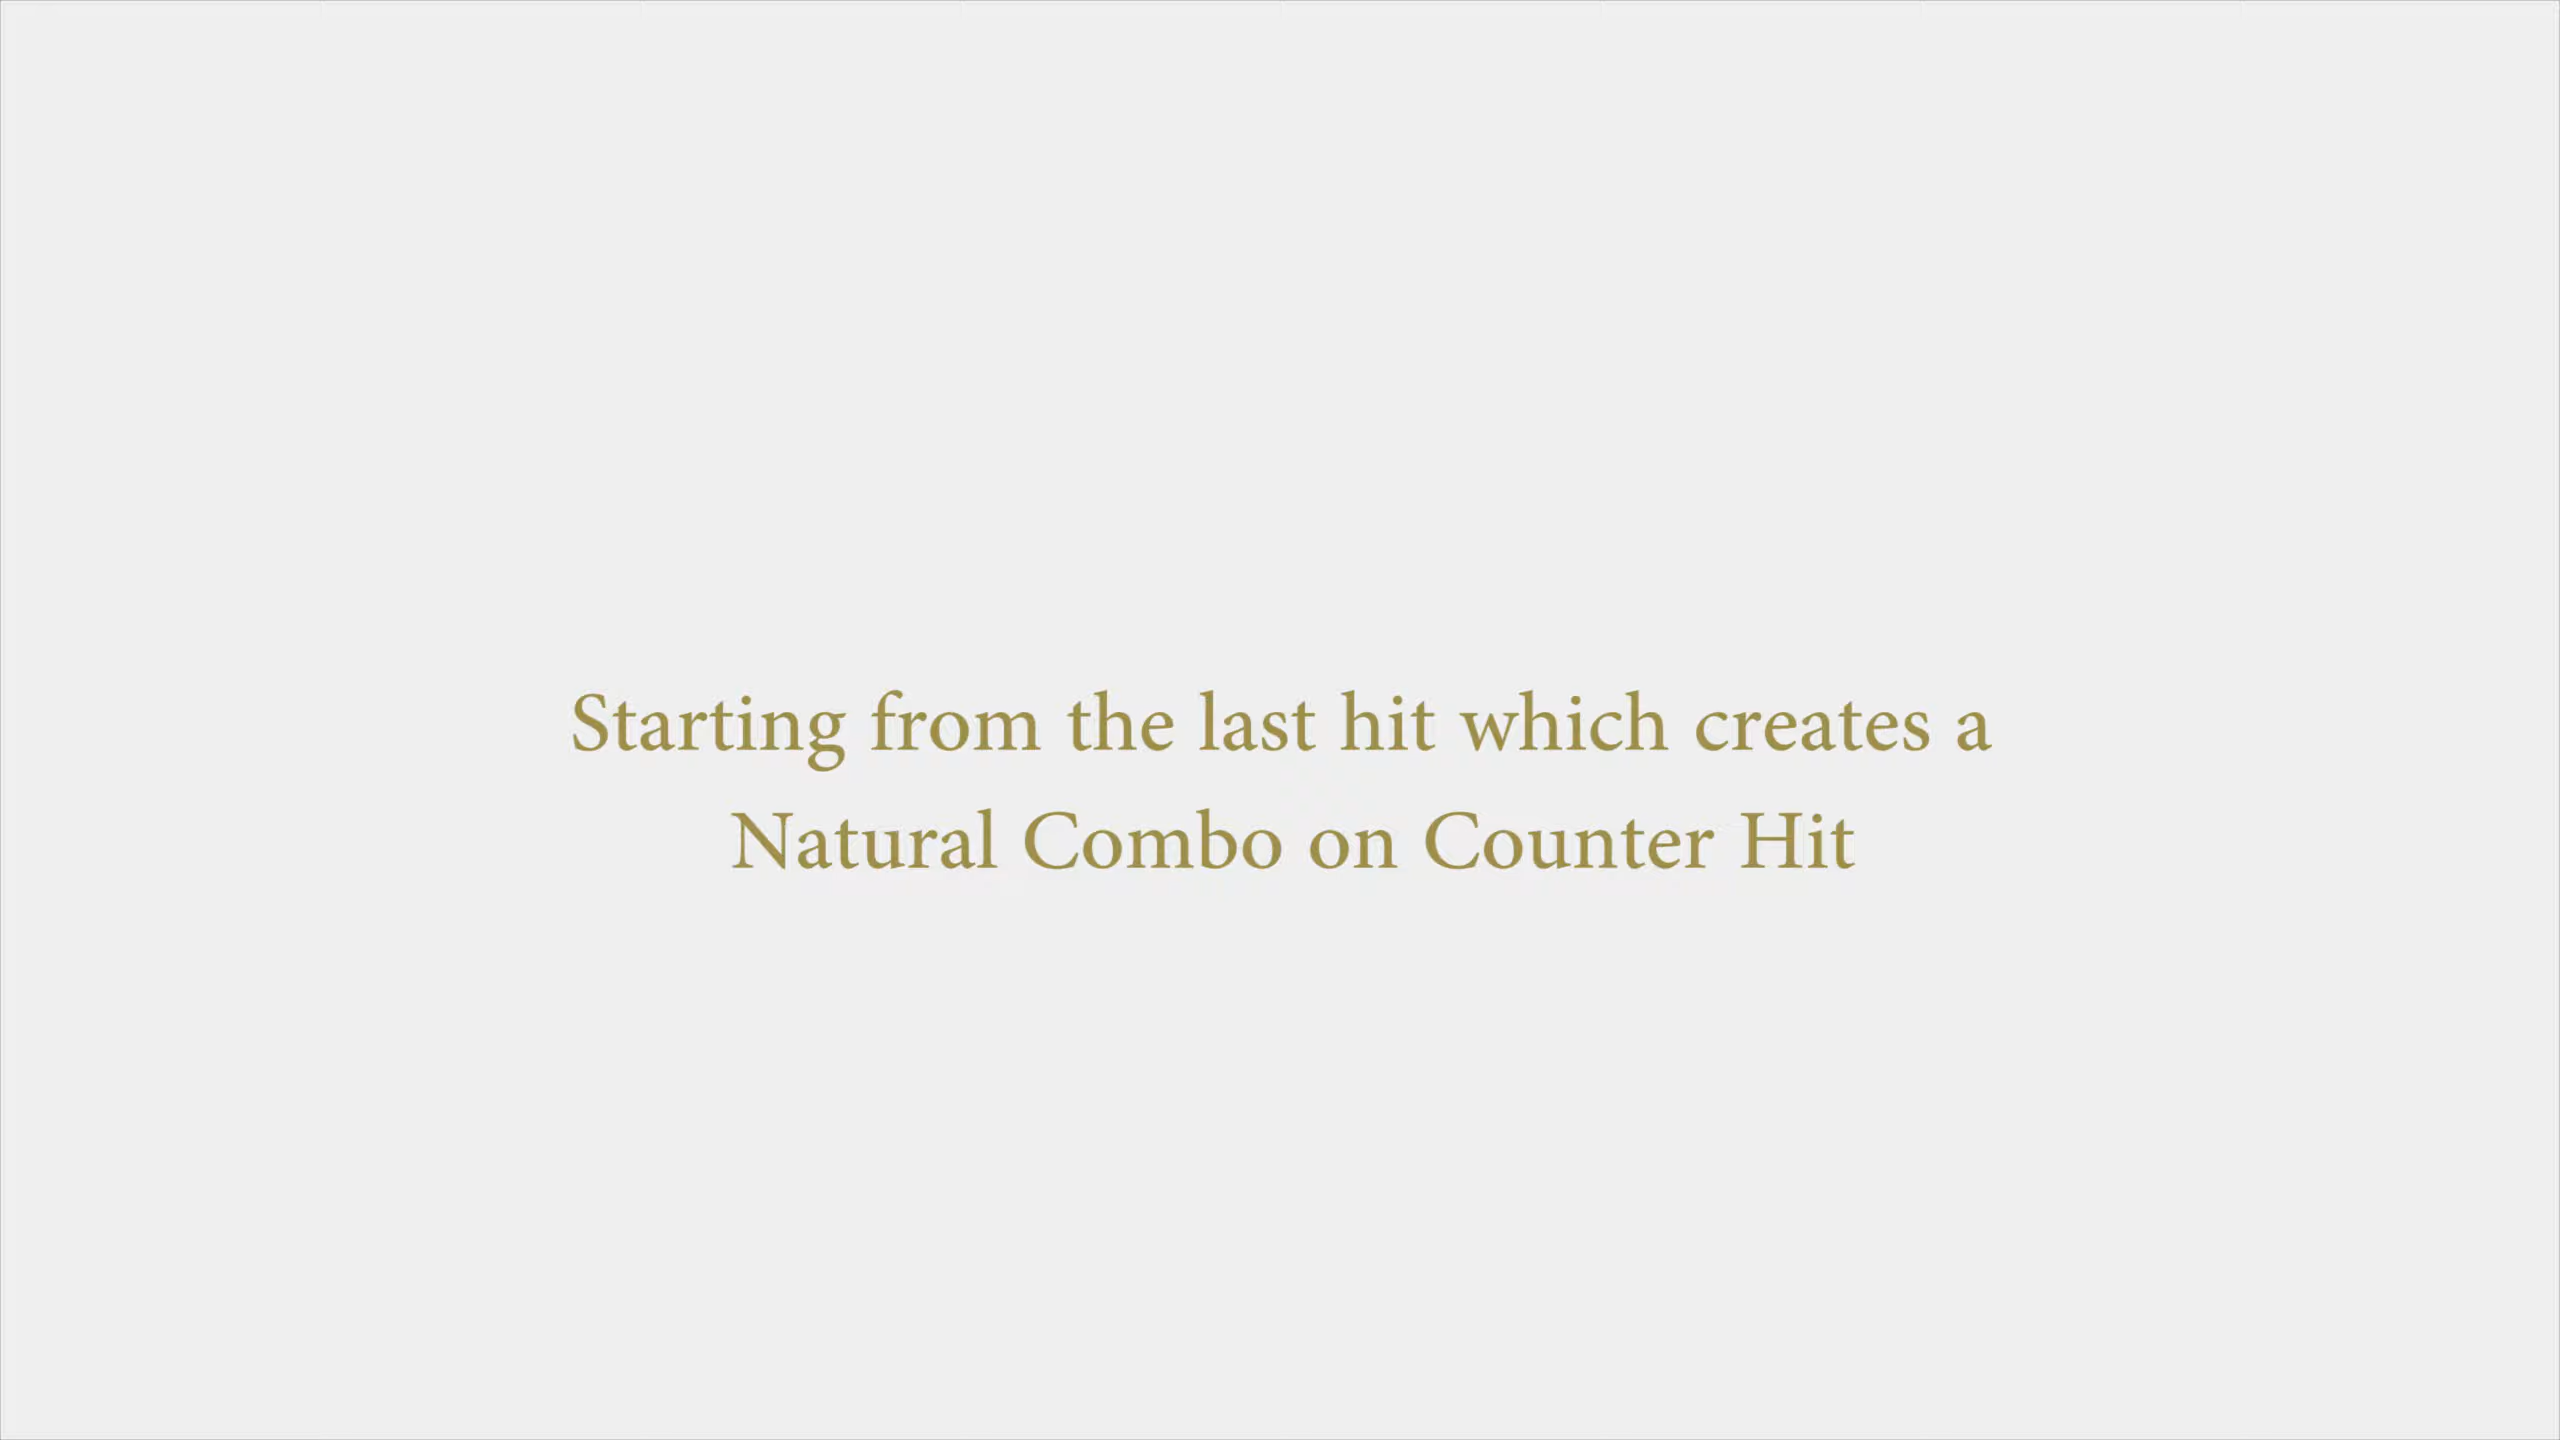 Starting from the last hit which creates a
Natural Combo on Counter Hit